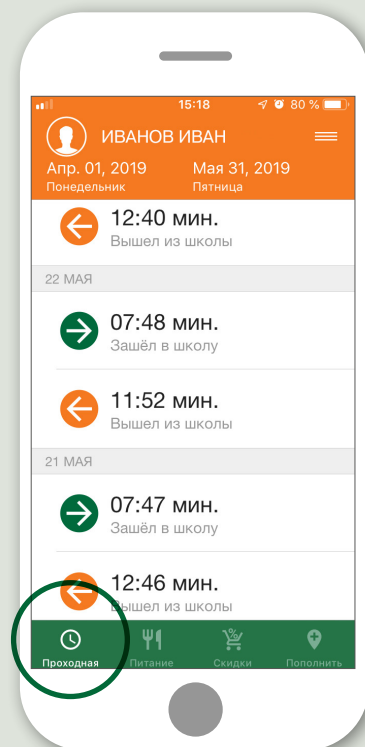 15:18 80 %
ИВАНОВ ИВАН
Апр. 01, 2019 Мая 31, 2019
Понедельник Пятница
12:40 мин.
Вышел из школы
22 МАЯ
07:48 мин.
Зашёл в школу
11:52 мин.
Вышел из школы
21 МАЯ
07:47 мин.
Зашёл в школу
12:46 мин.
Вышел из школы
Проходная Питание Скидки Пополнить